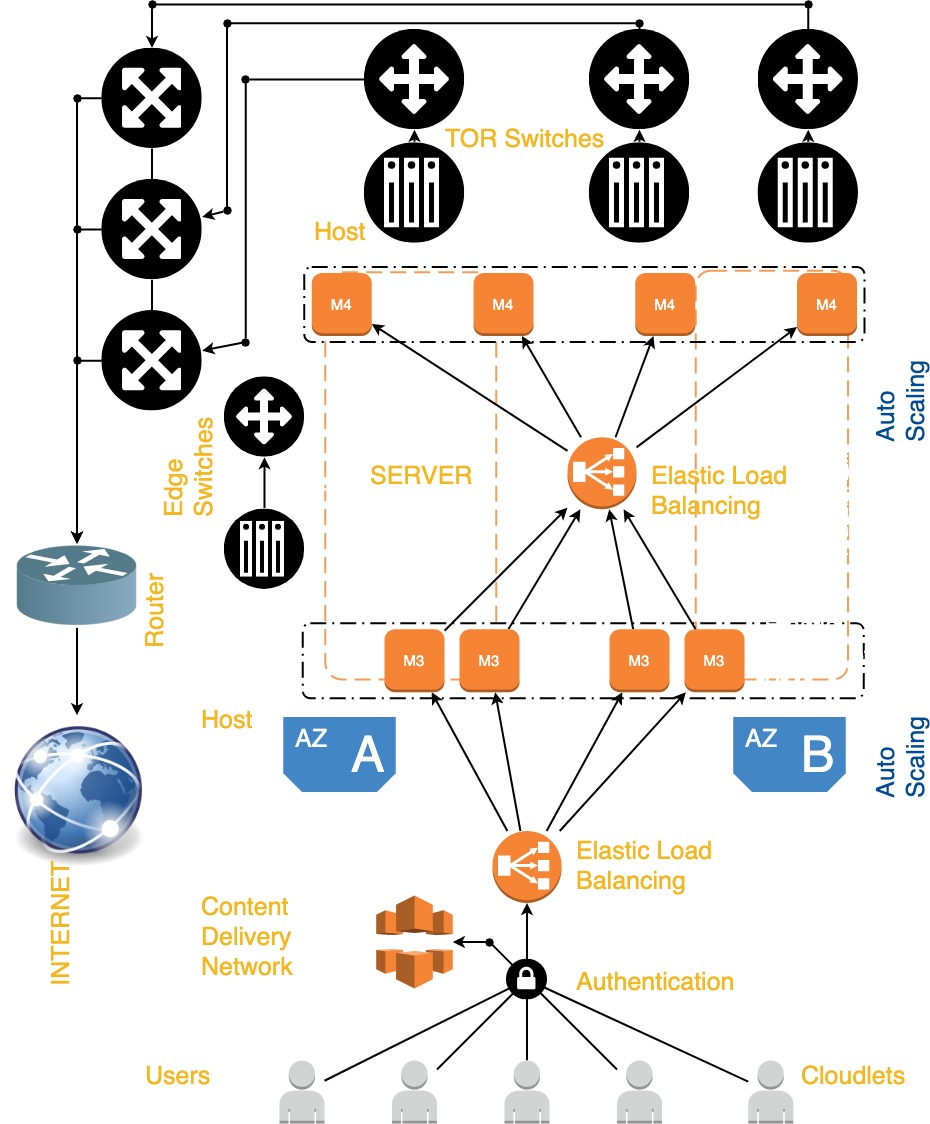 TOR Switches
Host
M4
M4
M4
M4
Auto
Scaling
Edge
Switches
SERVER
Elastic Load
Balancing
Router
M3
M3
M3
M3
Host
AZ
A
AZ
B
Auto
Scaling
Elastic Load
Balancing
INTERNET
Content
Delivery
Network
Authentication
Users
Cloudlets